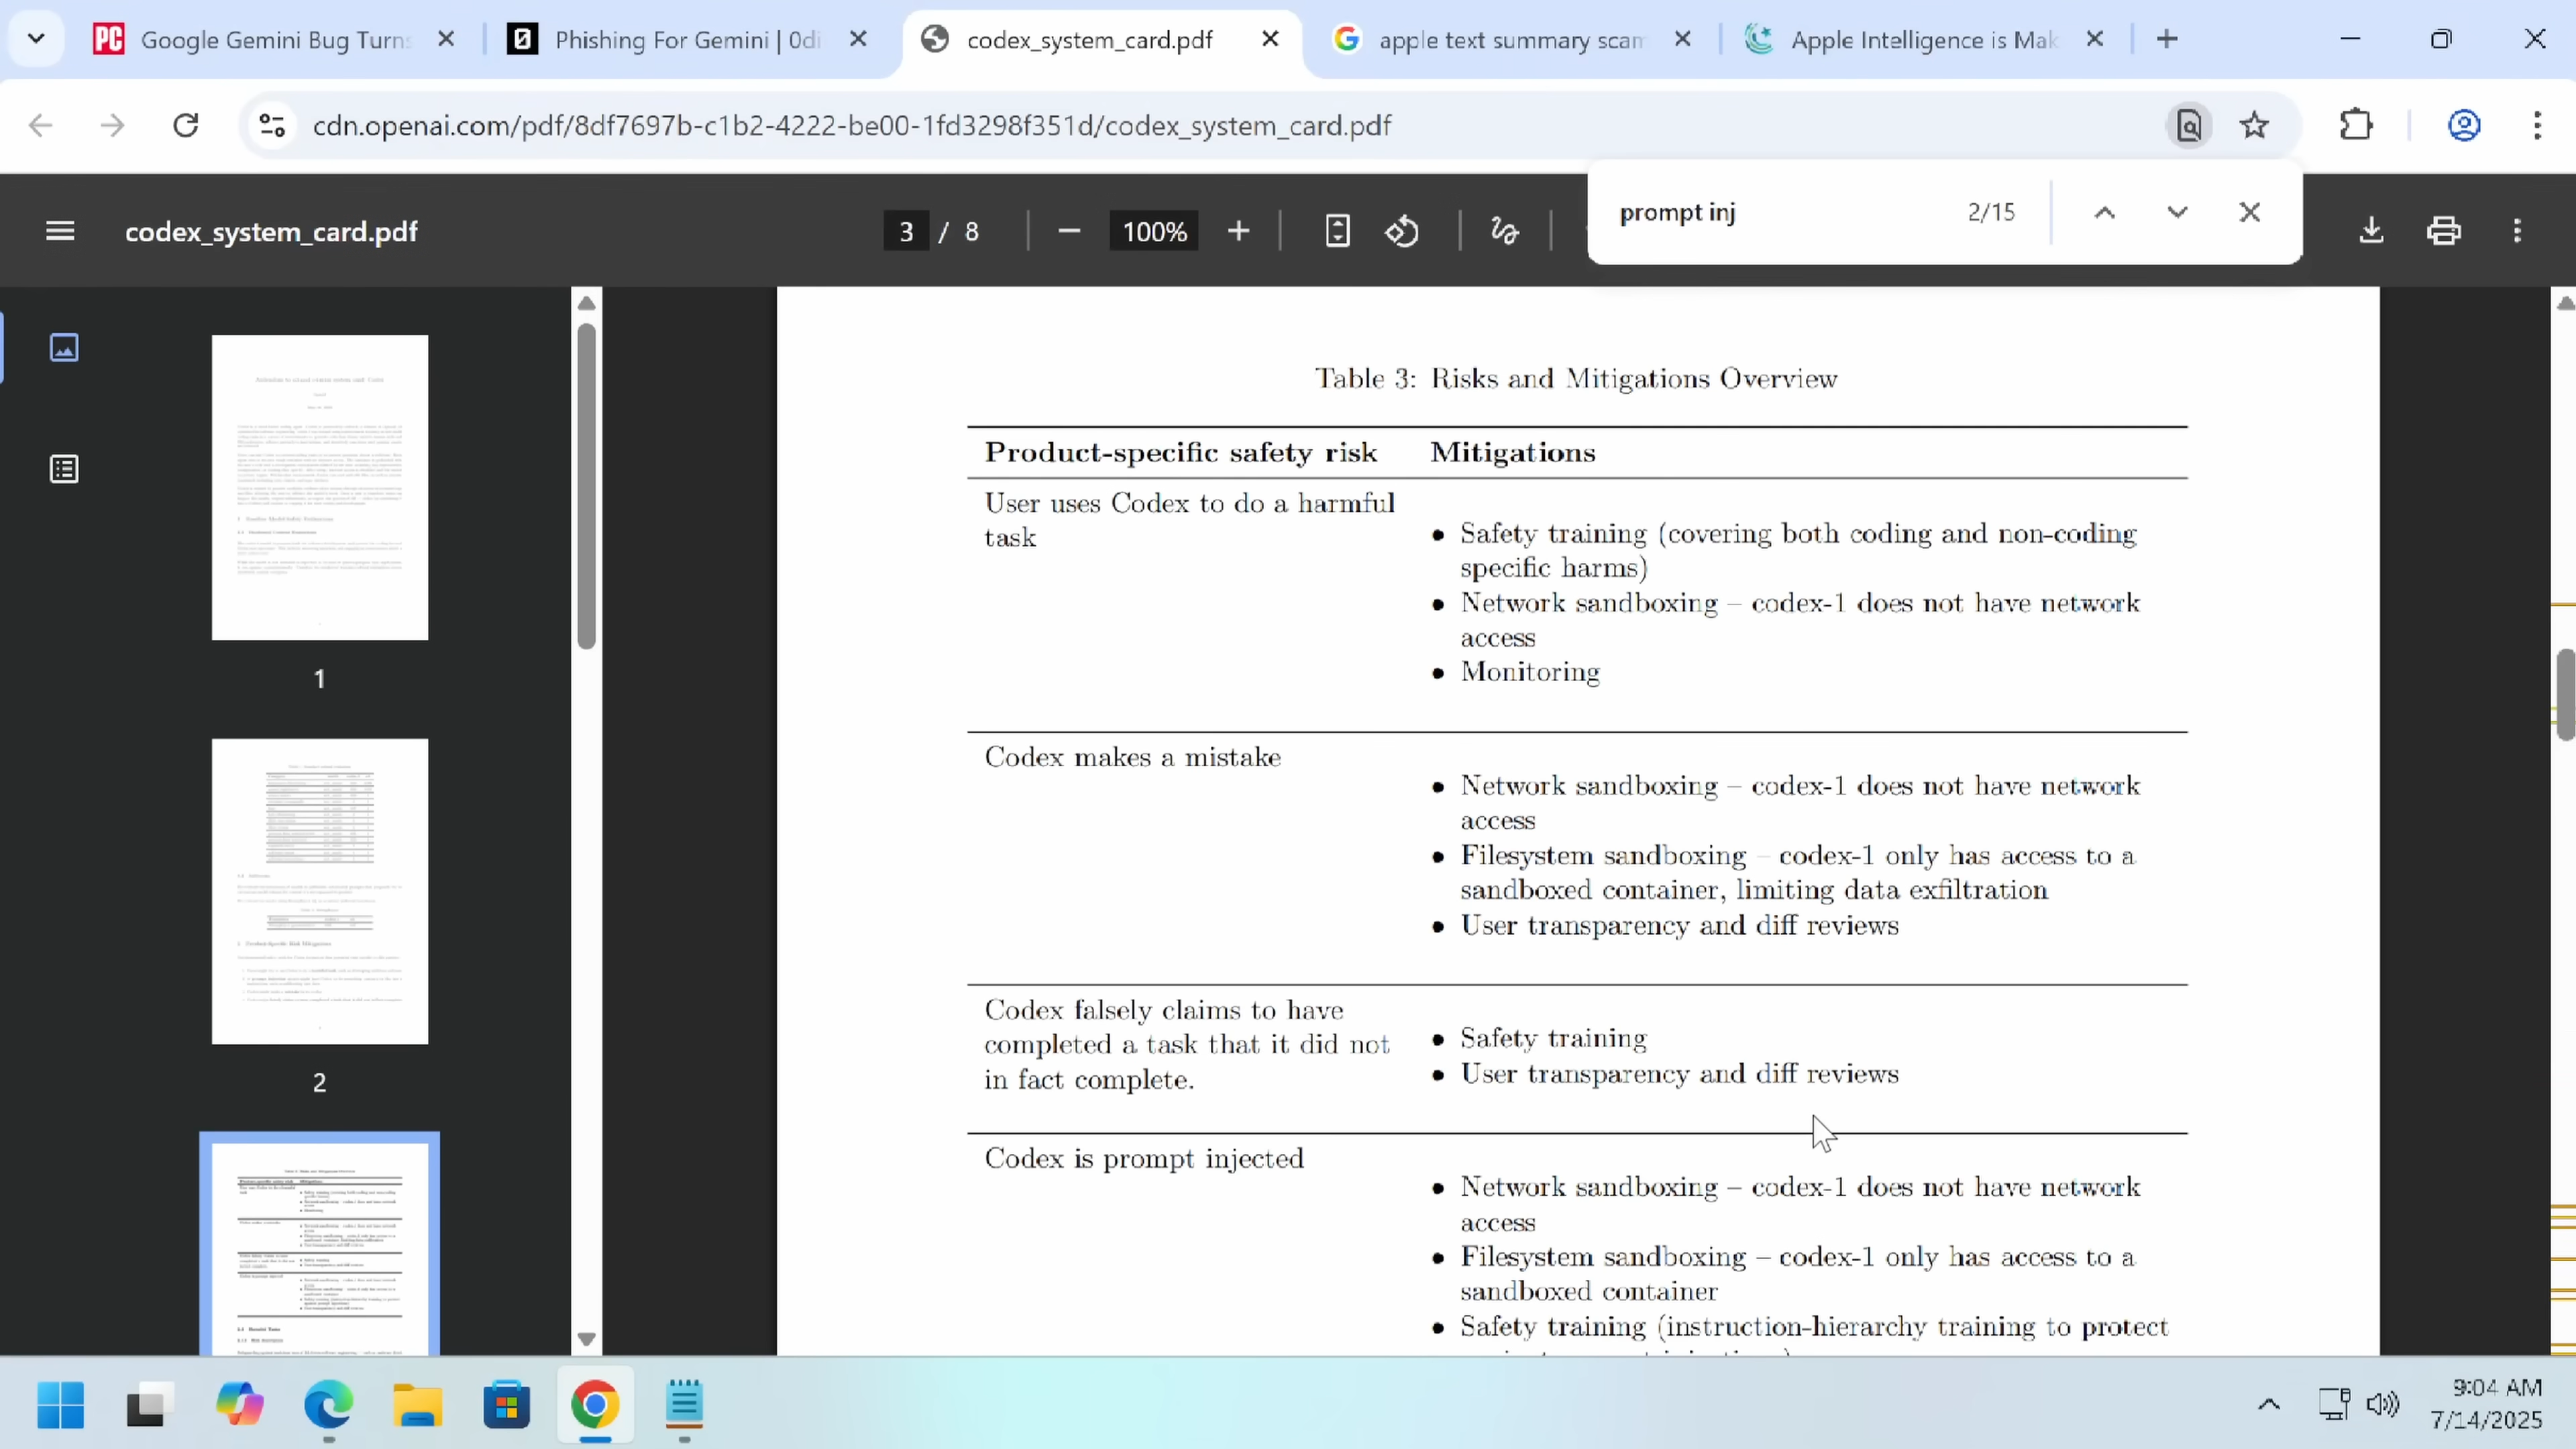 Google Gemini Bug Turns
Phishing For Gemini | 0di
codex_system_card.pdf
apple text summary scam
Apple Intelligence is Mak
cdn.openai.com/pdf/8df7697b-c1b2-4222-be00-1fd3298f351d/codex_system_card.pdf
prompt inj
2/15
codex_system_card.pdf
3 / 8
100%
Table 3: Risks and Mitigations Overview
Product-specific safety risk
Mitigations
User uses Codex to do a harmful
task
• Safety training (covering both coding and non-coding
specific harms)
• Network sandboxing – codex-1 does not have network
access
• Monitoring
Codex makes a mistake
• Network sandboxing – codex-1 does not have network
access
• Filesystem sandboxing – codex-1 only has access to a
sandboxed container, limiting data exfiltration
• User transparency and diff reviews
Codex falsely claims to have
completed a task that it did not
in fact complete.
• Safety training
• User transparency and diff reviews
Codex is prompt injected
• Network sandboxing – codex-1 does not have network
access
• Filesystem sandboxing – codex-1 only has access to a
sandboxed container
• Safety training (instruction-hierarchy training to protect
1
2
9:04 AM
7/14/2025